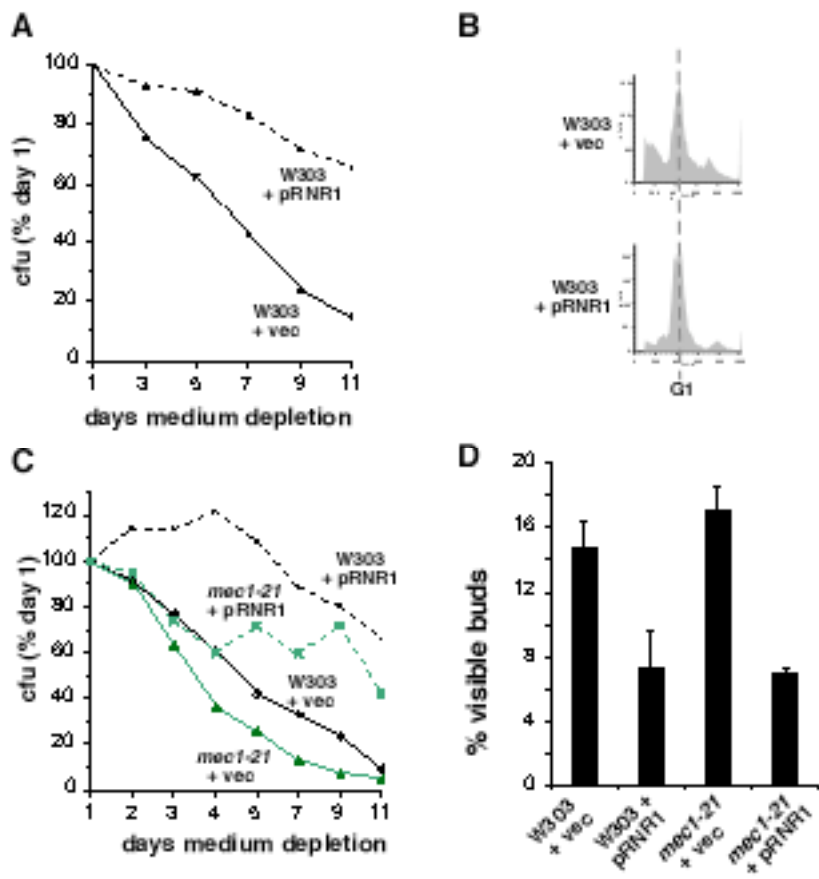 A
cfu (% day 1)
100
80
60
40
20
0
W303
+ pRNR1
W303
+ vec
1 3 5 7 9 11
days medium depletion
B
W303
+ vec
W303
+ pRNR1
G1
C
cfu (% day 1)
120
100
80
60
40
20
0
W303
+ pRNR1
mec1-21
+ pRNR1
W303
+ vec
mec1-21
+ vec
1 2 3 4 5 7 9 11
days medium depletion
D
% visible buds
20
16
12
8
4
0
W303
+ vec
W303 +
pRNR1
mec1-21
+ vec
mec1-21
+ pRNR1